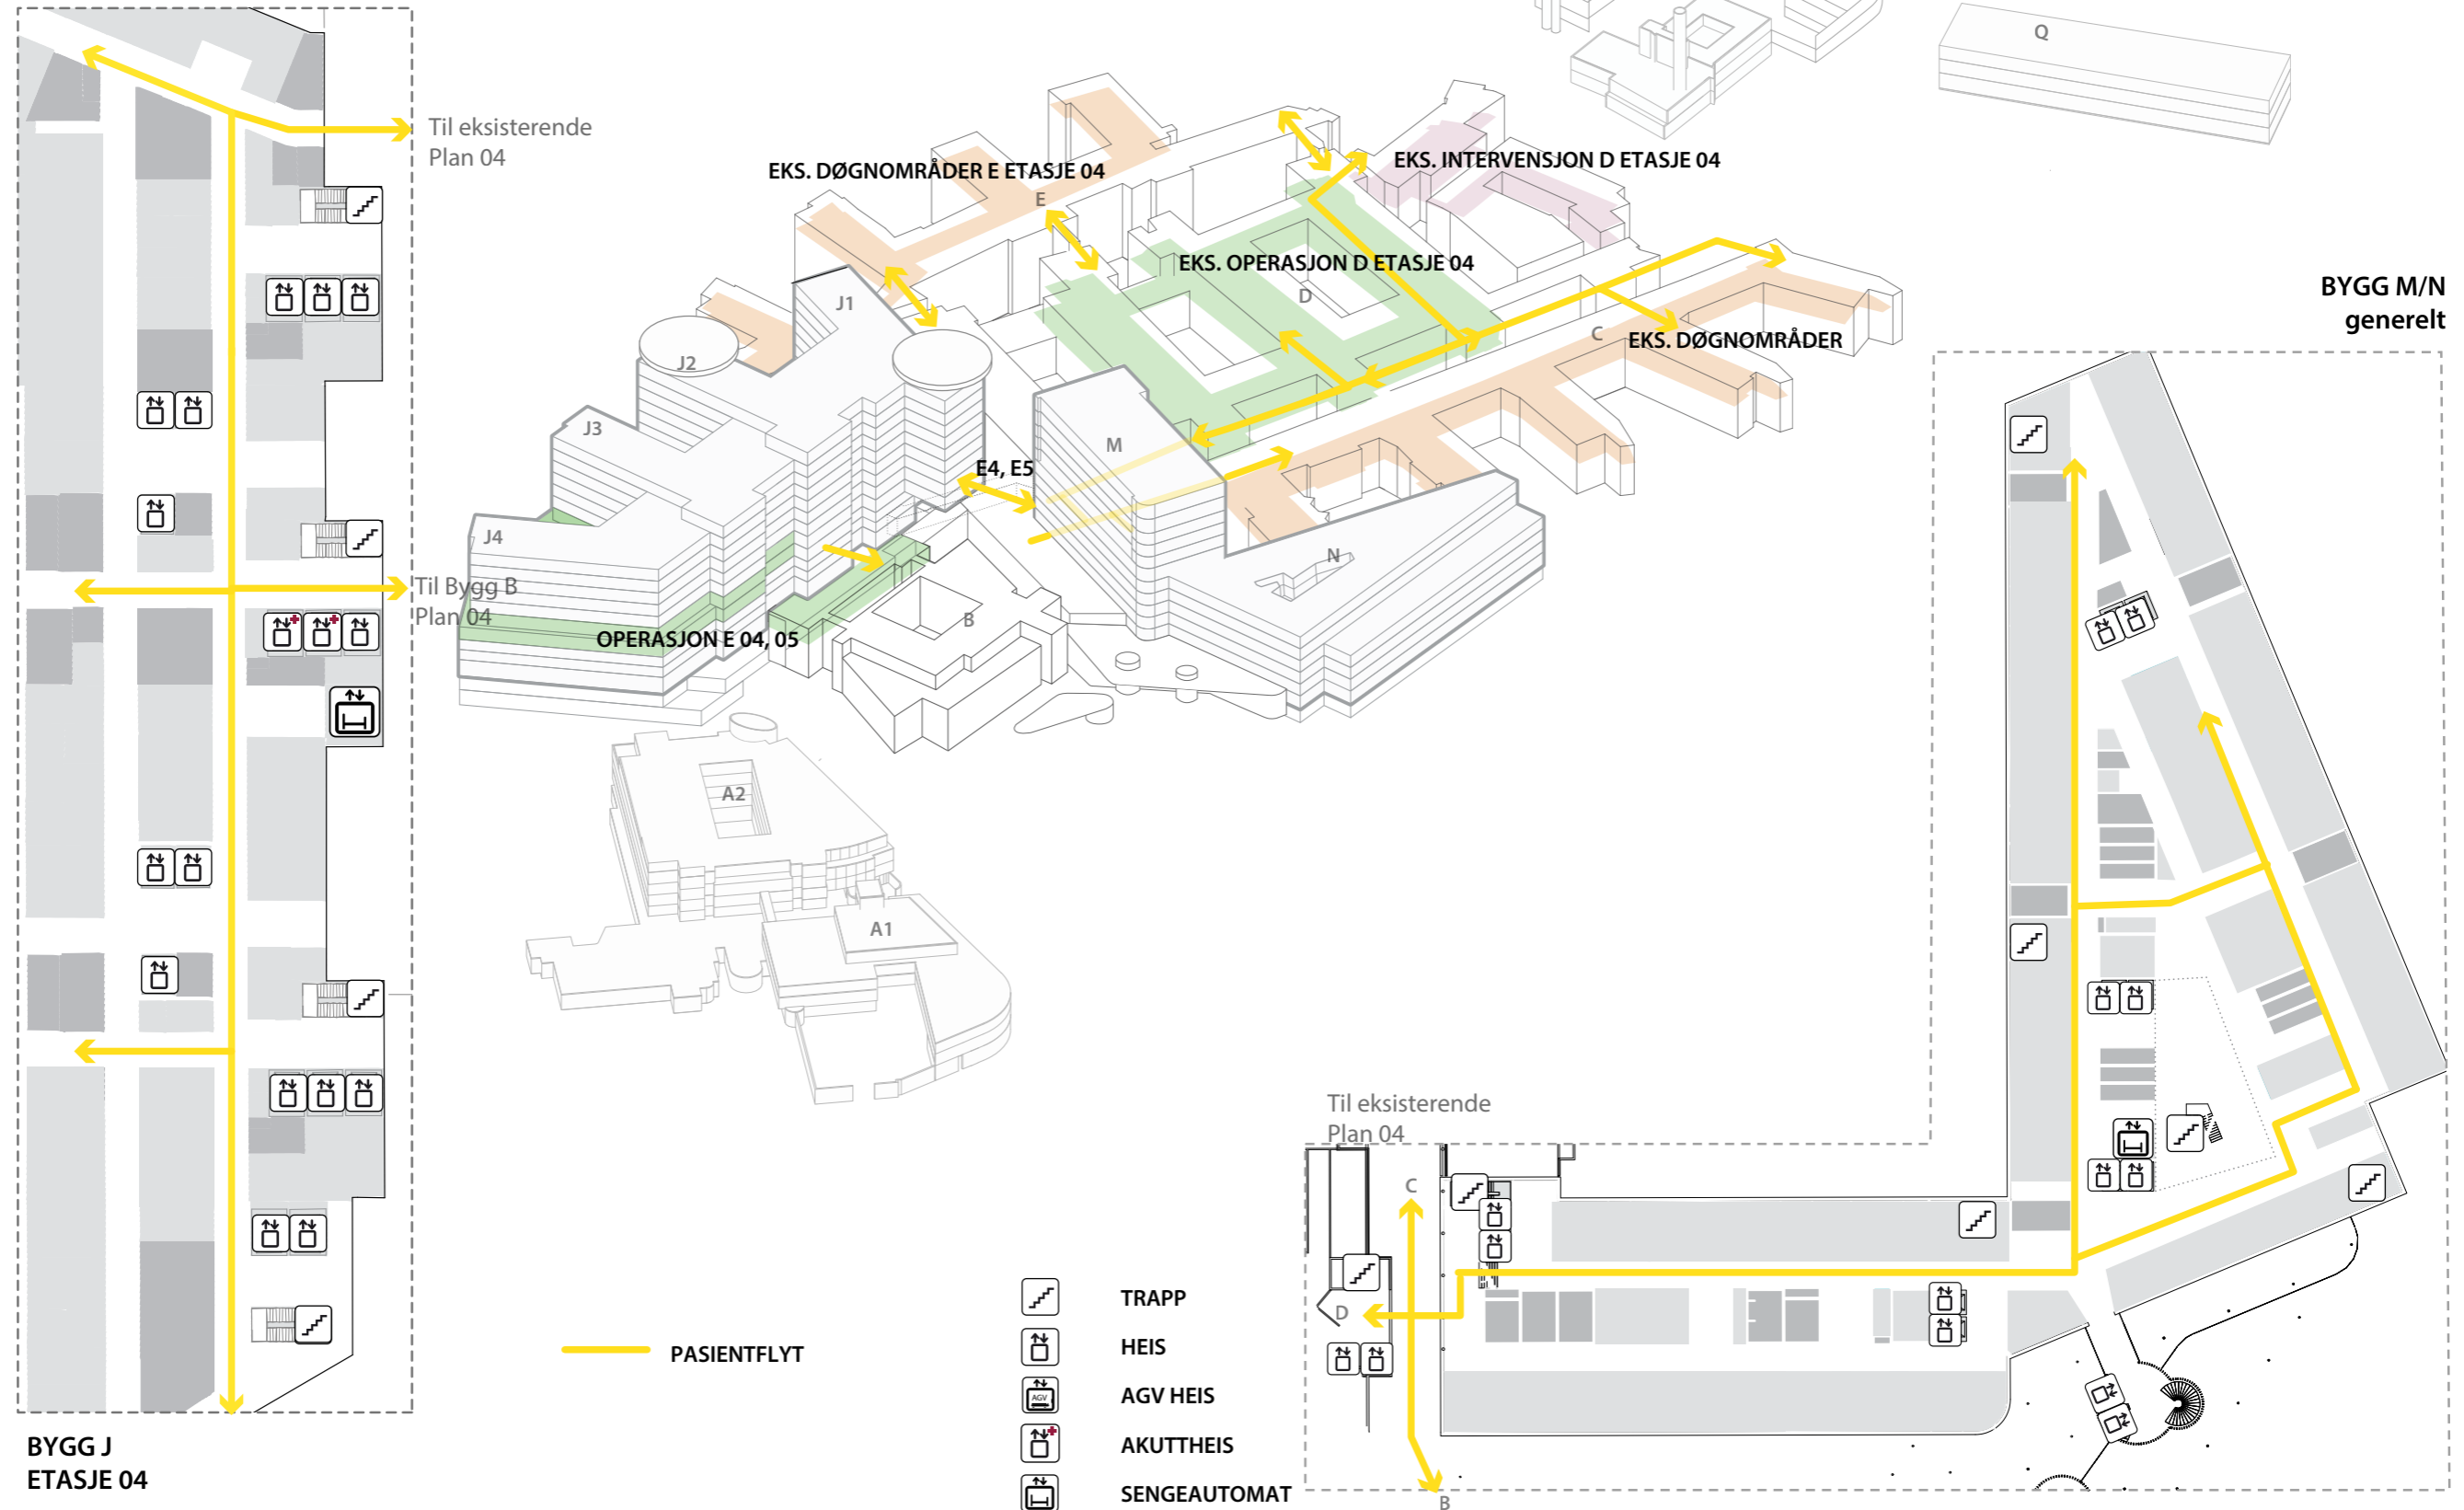 Q
Til eksisterende
Plan 04
EKS. DØGNOMRÅDER E ETASJE 04
E
EKS. INTERVENSJON D ETASJE 04
EKS. OPERASJON D ETASJE 04
D
J1
J2
C
EKS. DØGNOMRÅDER
BYGG M/N
generelt
J3
M
E4, E5
J4
N
Til Bygg B
Plan 04
B
OPERASJON E 04, 05
A2
A1
Til eksisterende
Plan 04
C
D
B
PASIENTFLYT
TRAPP
HEIS
AGV
AGV HEIS
AKUTTHEIS
SENGEAUTOMAT
BYGG J
ETASJE 04